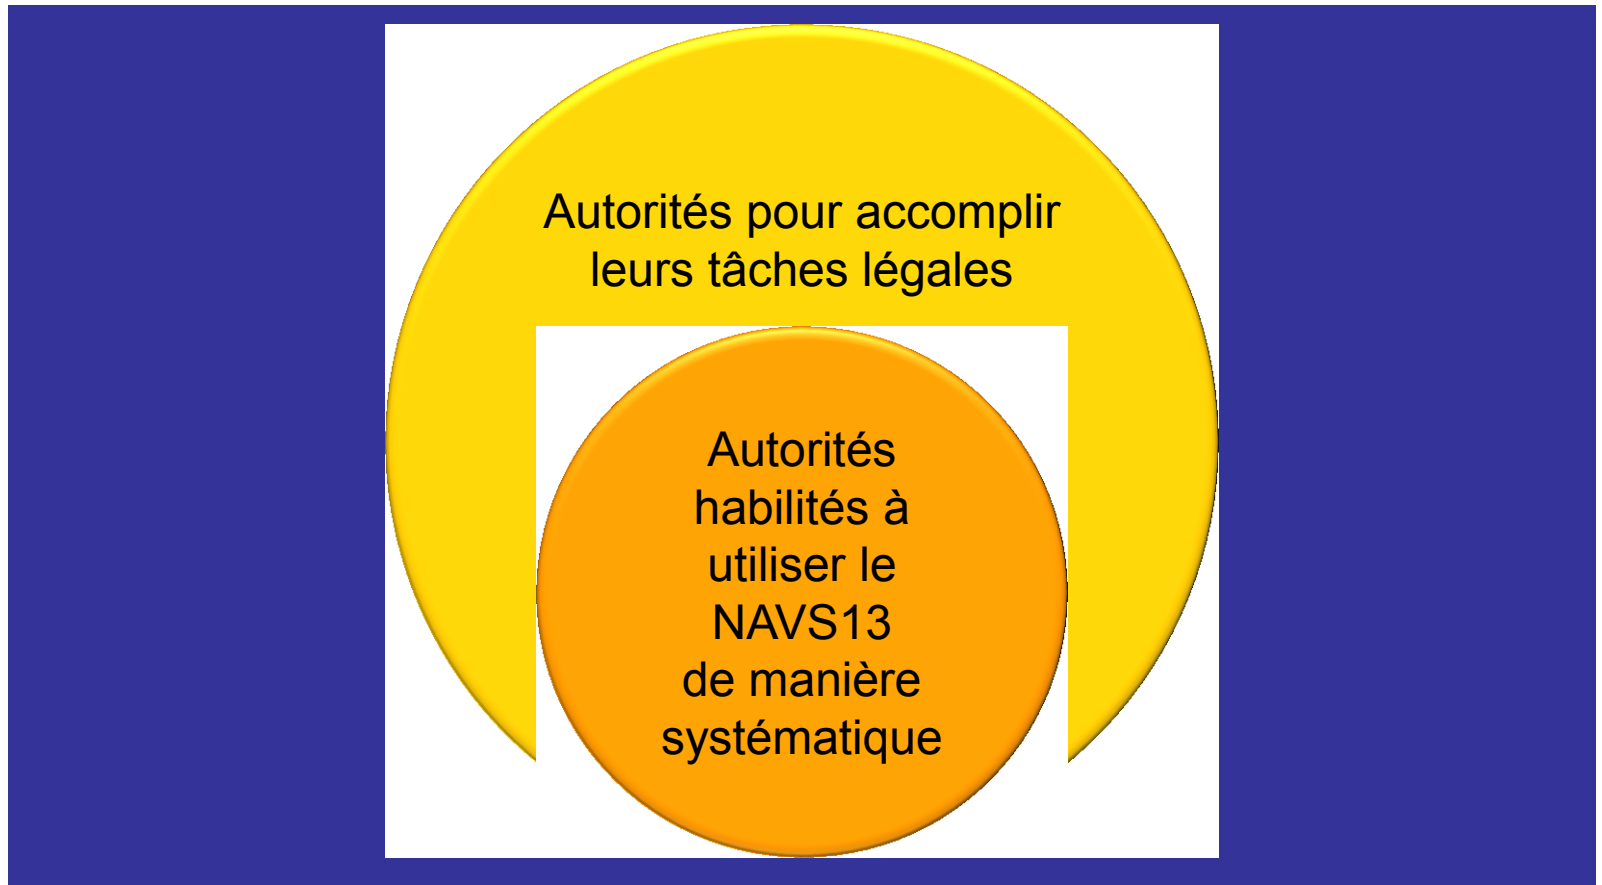 Autorités pour accomplir
leurs tâches légales
Autorités
habilités à
utiliser le
NAVS13
de manière
systématique